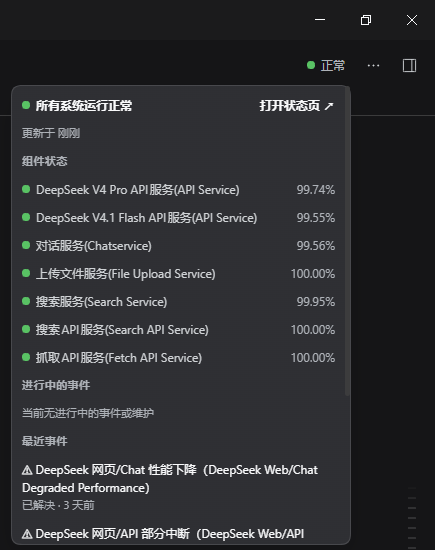 正常
所有系统运行正常 打开状态页 ↗
更新于 刚刚
组件状态
DeepSeek V4 Pro API服务(API Service) 99.74%
DeepSeek V4.1 Flash API服务(API Service) 99.55%
对话服务(Chatservice) 99.56%
上传文件服务(File Upload Service) 100.00%
搜索服务(Search Service) 99.95%
搜索API服务(Search API Service) 100.00%
抓取API服务(Fetch API Service) 100.00%
进行中的事件
当前无进行中的事件或维护
最近事件
⚠ DeepSeek 网页/Chat 性能下降（DeepSeek Web/Chat
Degraded Performance）
已解决 · 3 天前
⚠ DeepSeek 网页/API 部分中断（DeepSeek Web/API